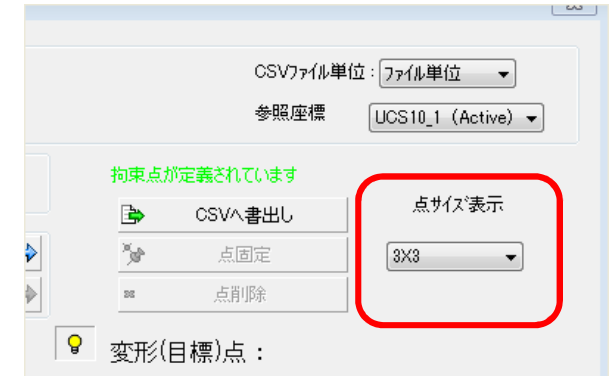 CSVファイル単位：ファイル単位
参照座標 UCS10_1 (Active)
拘束点が定義されています
CSVへ書出し
点サイズ表示
点固定
3X3
点削除
変形(目標)点：